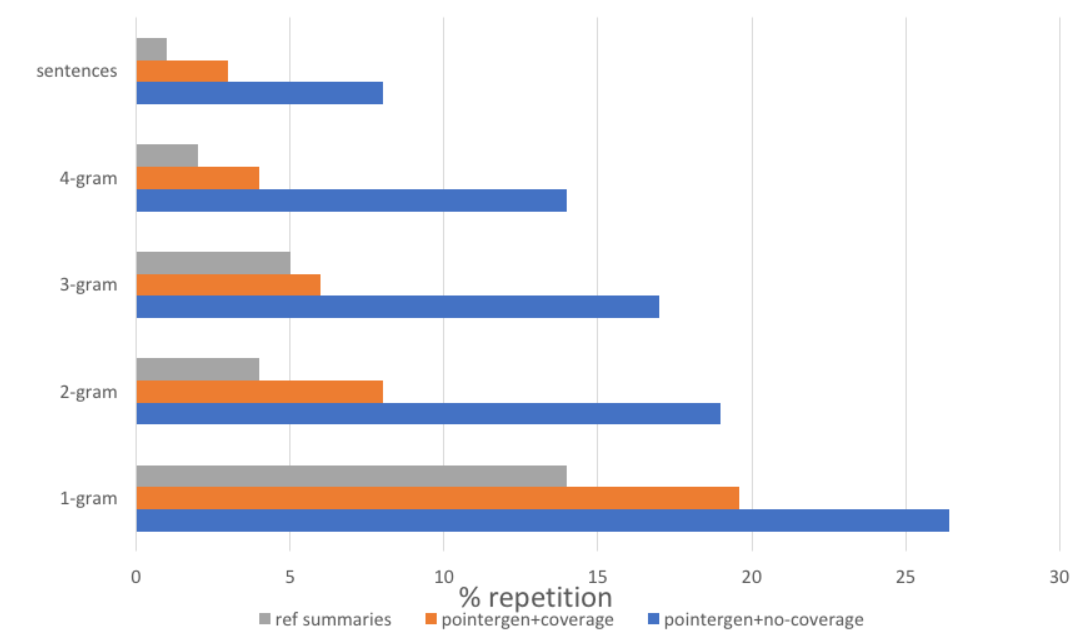 sentences
4-gram
3-gram
2-gram
1-gram
0 5 10 15 20 25 30
% repetition
ref summaries pointergen+coverage pointergen+no-coverage